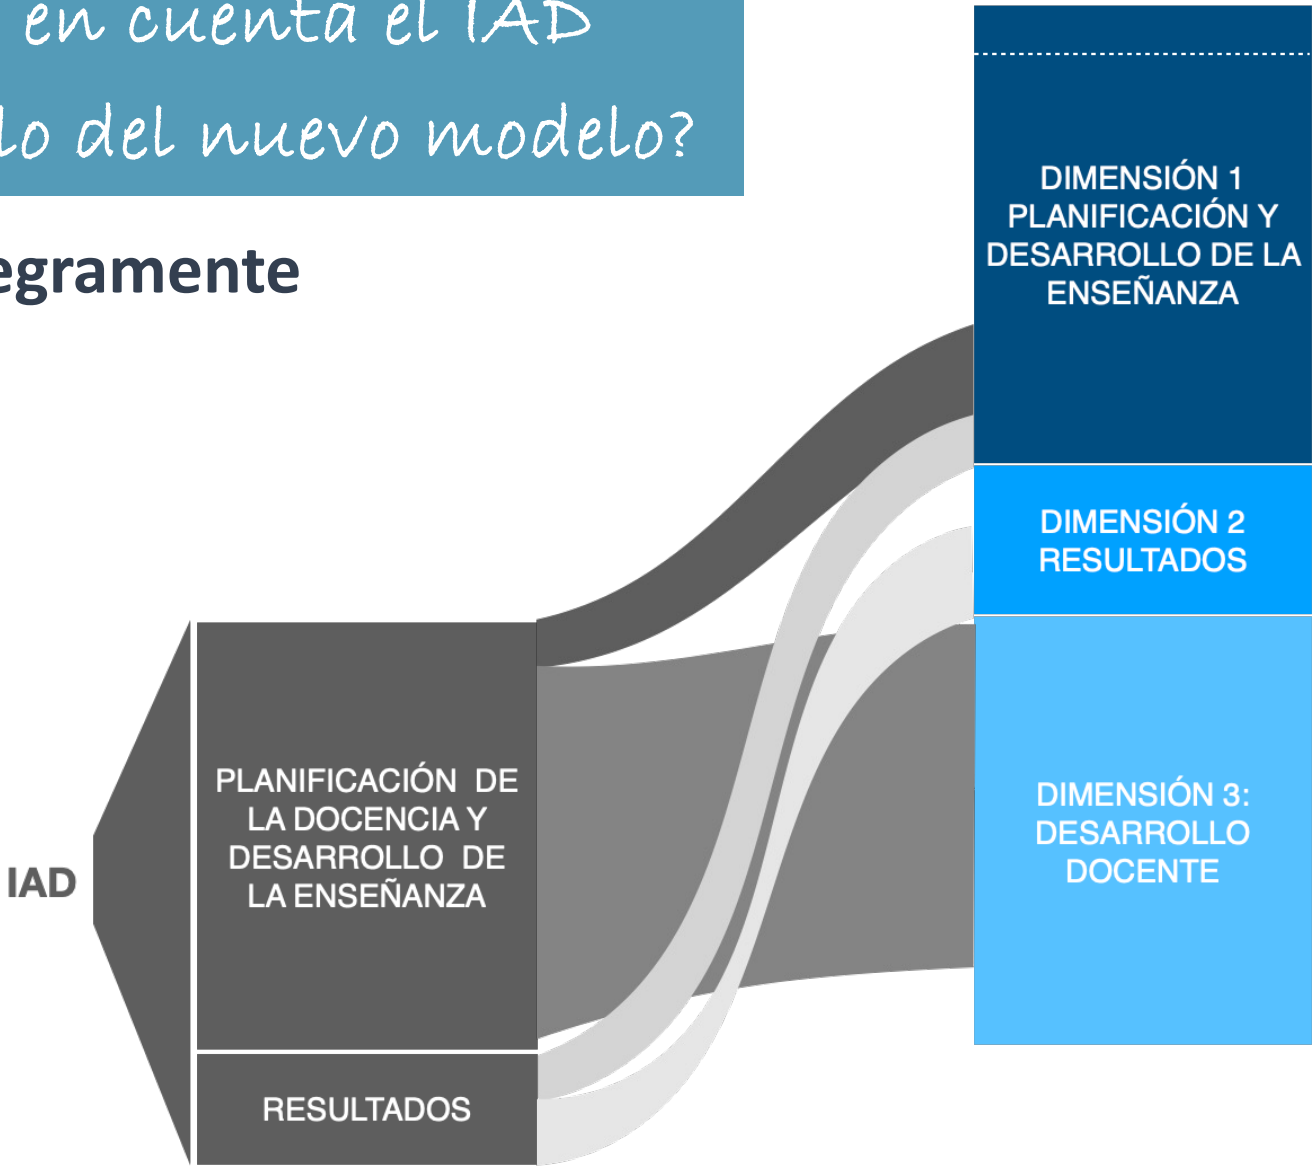 en cuenta el IAD
lo del nuevo modelo?
egramente
DIMENSIÓN 1
PLANIFICACIÓN Y
DESARROLLO DE LA
ENSEÑANZA
DIMENSIÓN 2
RESULTADOS
DIMENSIÓN 3:
DESARROLLO
DOCENTE
IAD
PLANIFICACIÓN DE
LA DOCENCIA Y
DESARROLLO DE
LA ENSEÑANZA
RESULTADOS